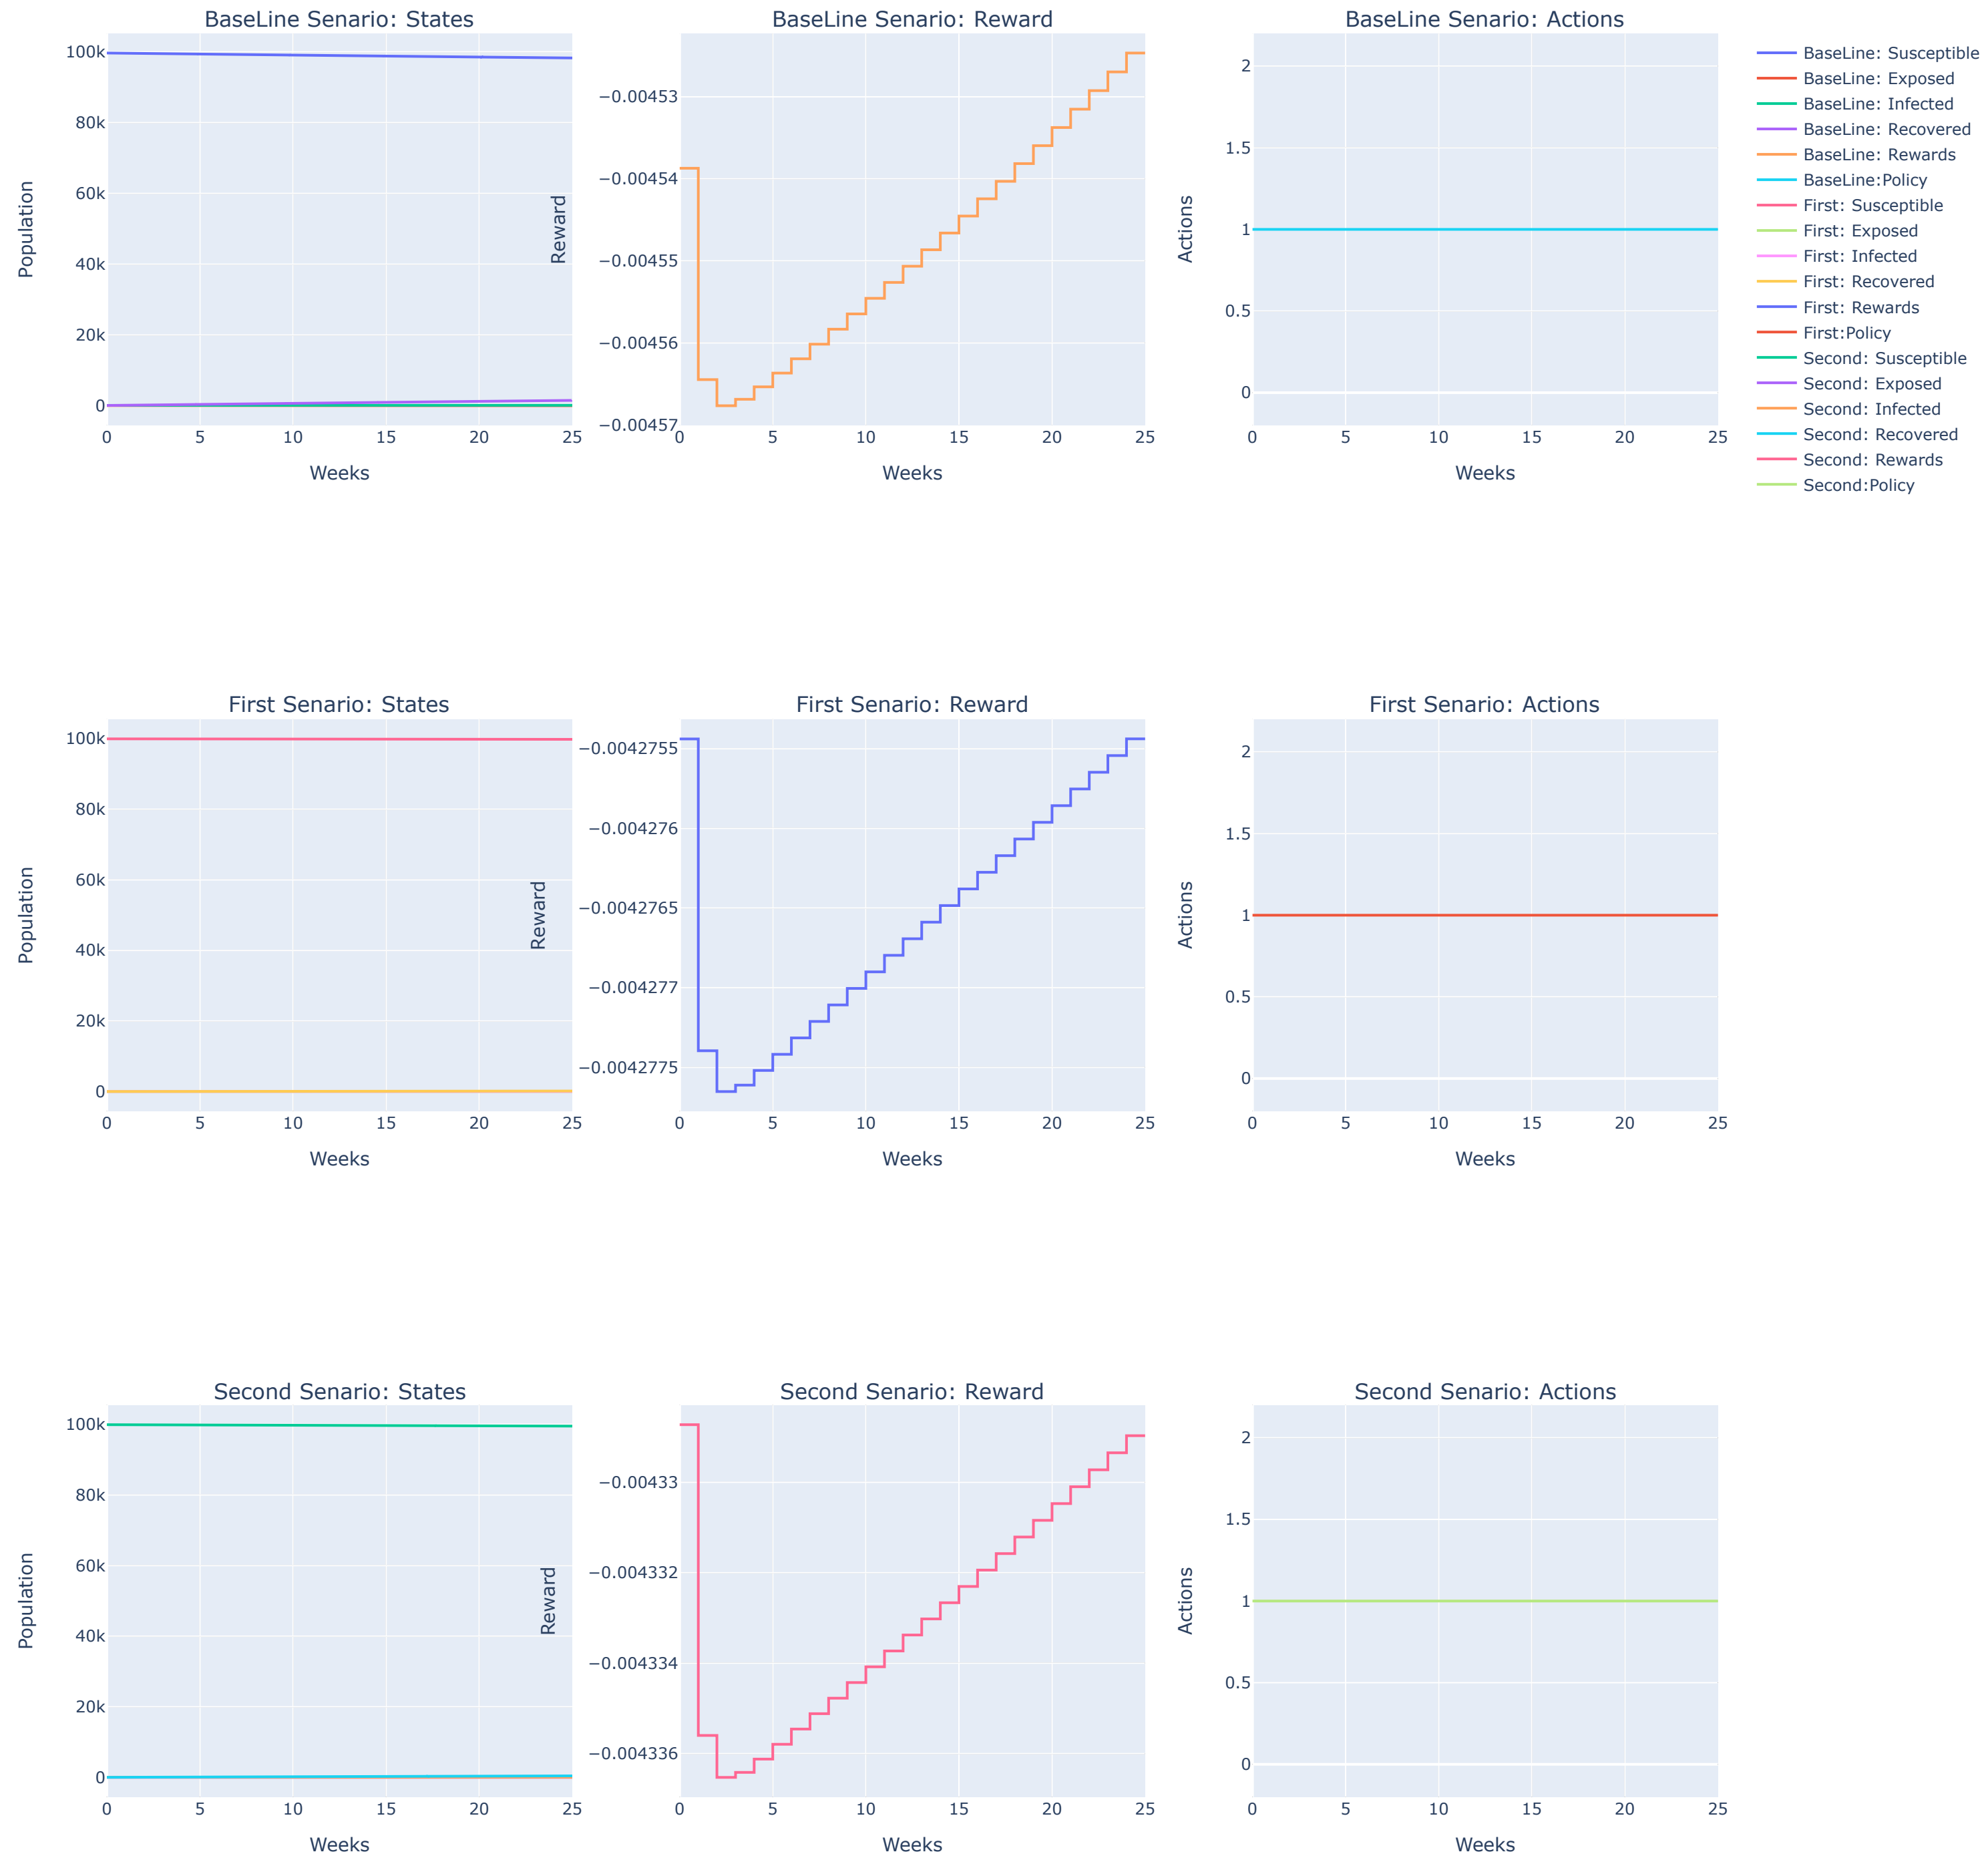 BaseLine Senario: States
BaseLine Senario: Reward
BaseLine Senario: Actions
100k
80k
60k
40k
20k
0
Population
0 5 10 15 20 25
Weeks
−0.00453
−0.00454
−0.00455
−0.00456
−0.00457
Reward
0 5 10 15 20 25
Weeks
2
1.5
1
0.5
0
Actions
0 5 10 15 20 25
Weeks
BaseLine: Susceptible
BaseLine: Exposed
BaseLine: Infected
BaseLine: Recovered
BaseLine: Rewards
BaseLine:Policy
First: Susceptible
First: Exposed
First: Infected
First: Recovered
First: Rewards
First:Policy
Second: Susceptible
Second: Exposed
Second: Infected
Second: Recovered
Second: Rewards
Second:Policy
First Senario: States
First Senario: Reward
First Senario: Actions
100k
80k
60k
40k
20k
0
Population
0 5 10 15 20 25
Weeks
−0.0042755
−0.004276
−0.0042765
−0.004277
−0.0042775
Reward
0 5 10 15 20 25
Weeks
2
1.5
1
0.5
0
Actions
0 5 10 15 20 25
Weeks
Second Senario: States
Second Senario: Reward
Second Senario: Actions
100k
80k
60k
40k
20k
0
Population
0 5 10 15 20 25
Weeks
−0.00433
−0.004332
−0.004334
−0.004336
Reward
0 5 10 15 20 25
Weeks
2
1.5
1
0.5
0
Actions
0 5 10 15 20 25
Weeks